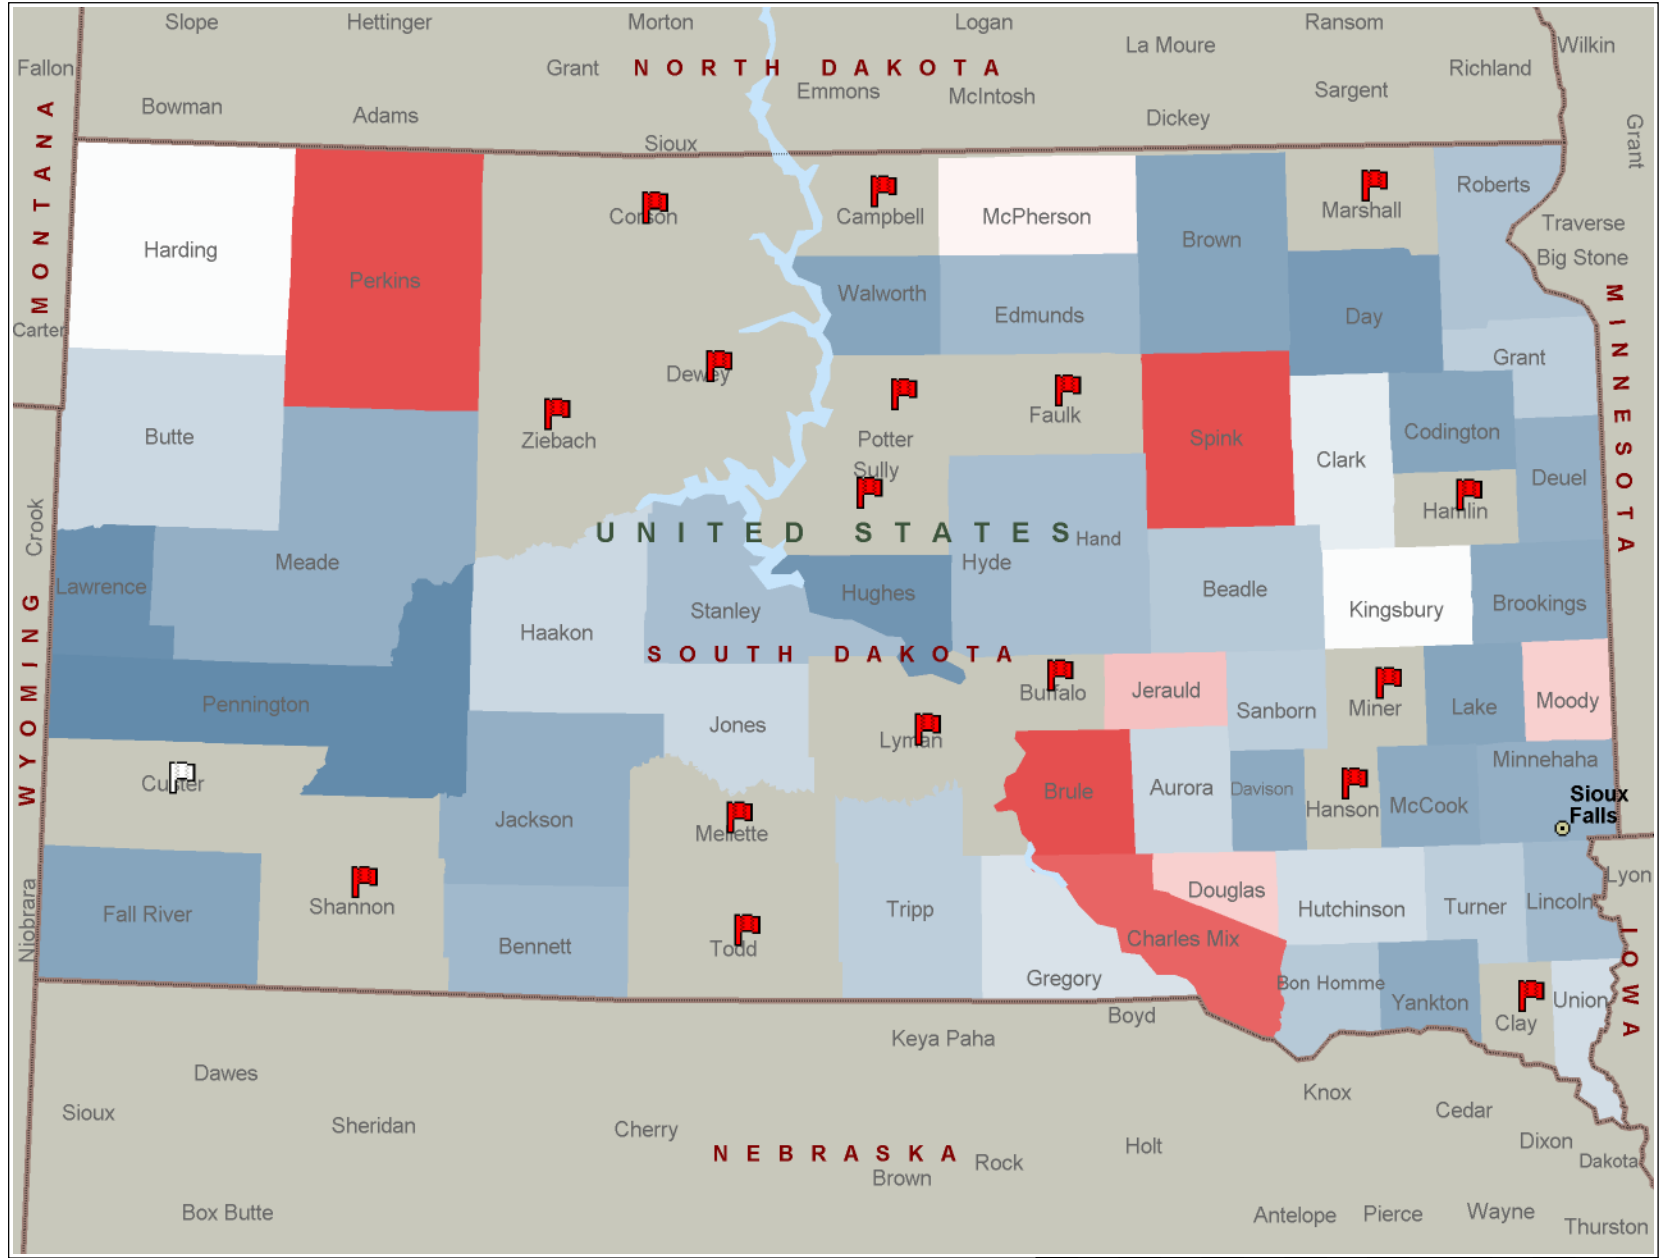 Slope
Hettinger
Morton
Logan
Ransom
Wilkin
La Moure
Fallon
Grant
NORTH DAKOTA
Richland
Emmons
McIntosh
Sargent
Bowman
Adams
Dickey
Grant
Sioux
MONTANA
Corson
Campbell
McPherson
Marshall
Roberts
Traverse
Harding
Brown
Big Stone
Perkins
Walworth
Edmunds
Day
Carter
MINNESOTA
Grant
Dewey
Faulk
Butte
Ziebach
Potter
Spink
Codington
Clark
Sully
Deuel
Hamlin
Crook
UNITED STATES
Hand
Meade
Hyde
Lawrence
Hughes
Beadle
Brookings
Stanley
Kingsbury
Haakon
WYOMING
SOUTH DAKOTA
Buffalo
Jerauld
Moody
Pennington
Miner
Lake
Sanborn
Jones
Lyman
Minnehaha
Custer
Brule
Aurora
Davison
Sioux
Falls
Hanson
McCook
Jackson
Mellette
Lyon
Douglas
Niobrara
Shannon
Tripp
Hutchinson
Turner
Lincoln
Fall River
Charles Mix
Bennett
Todd
IOWA
Gregory
Bon Homme
Yankton
Union
Clay
Boyd
Keya Paha
Dawes
Knox
Sioux
Sheridan
Cherry
Cedar
Holt
Dixon
NEBRASKA
Rock
Dakota
Brown
Box Butte
Antelope
Pierce
Wayne
Thurston